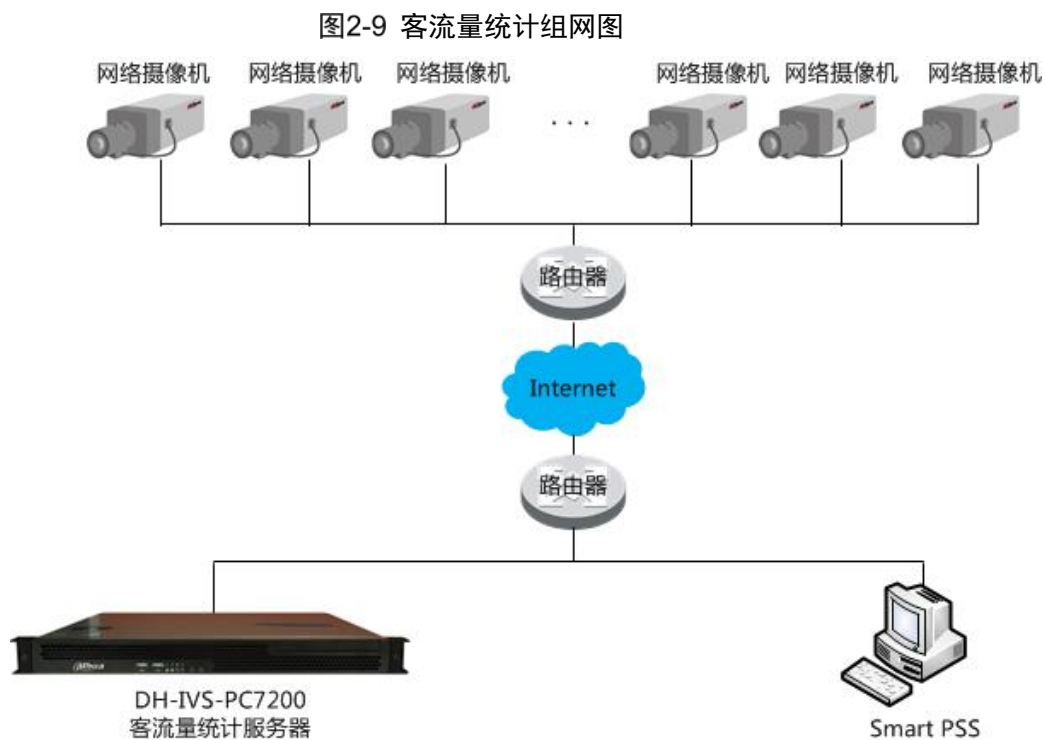 图2-9 客流量统计组网图
网络摄像机 网络摄像机 网络摄像机 网络摄像机 网络摄像机 网络摄像机
...
路由器
Internet
路由器
alhua
DH-IVS-PC7200
客流量统计服务器
Smart PSS